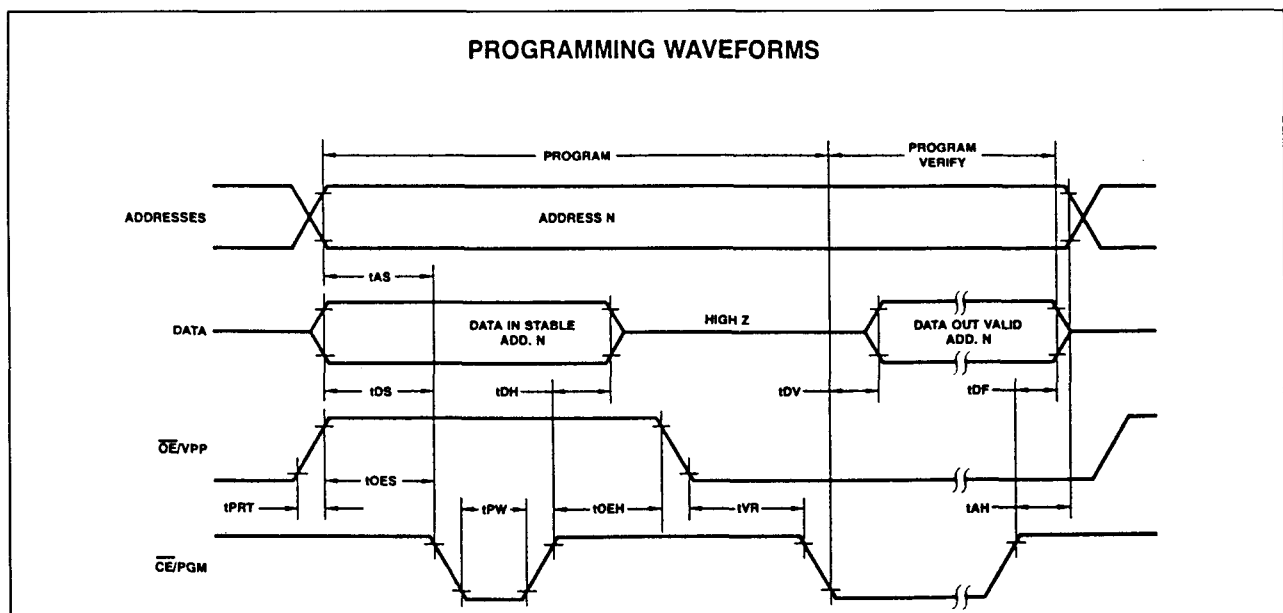 PROGRAMMING WAVEFORMS
PROGRAM
PROGRAM
VERIFY
ADDRESSES
ADDRESS N
tAS
DATA
DATA IN STABLE
ADD. N
HIGH Z
DATA OUT VALID
ADD. N
tDS
tDH
tDV
tDF
OE/VPP
tOES
tPRT
tPW
tOEH
tVR
tAH
CE/PGM